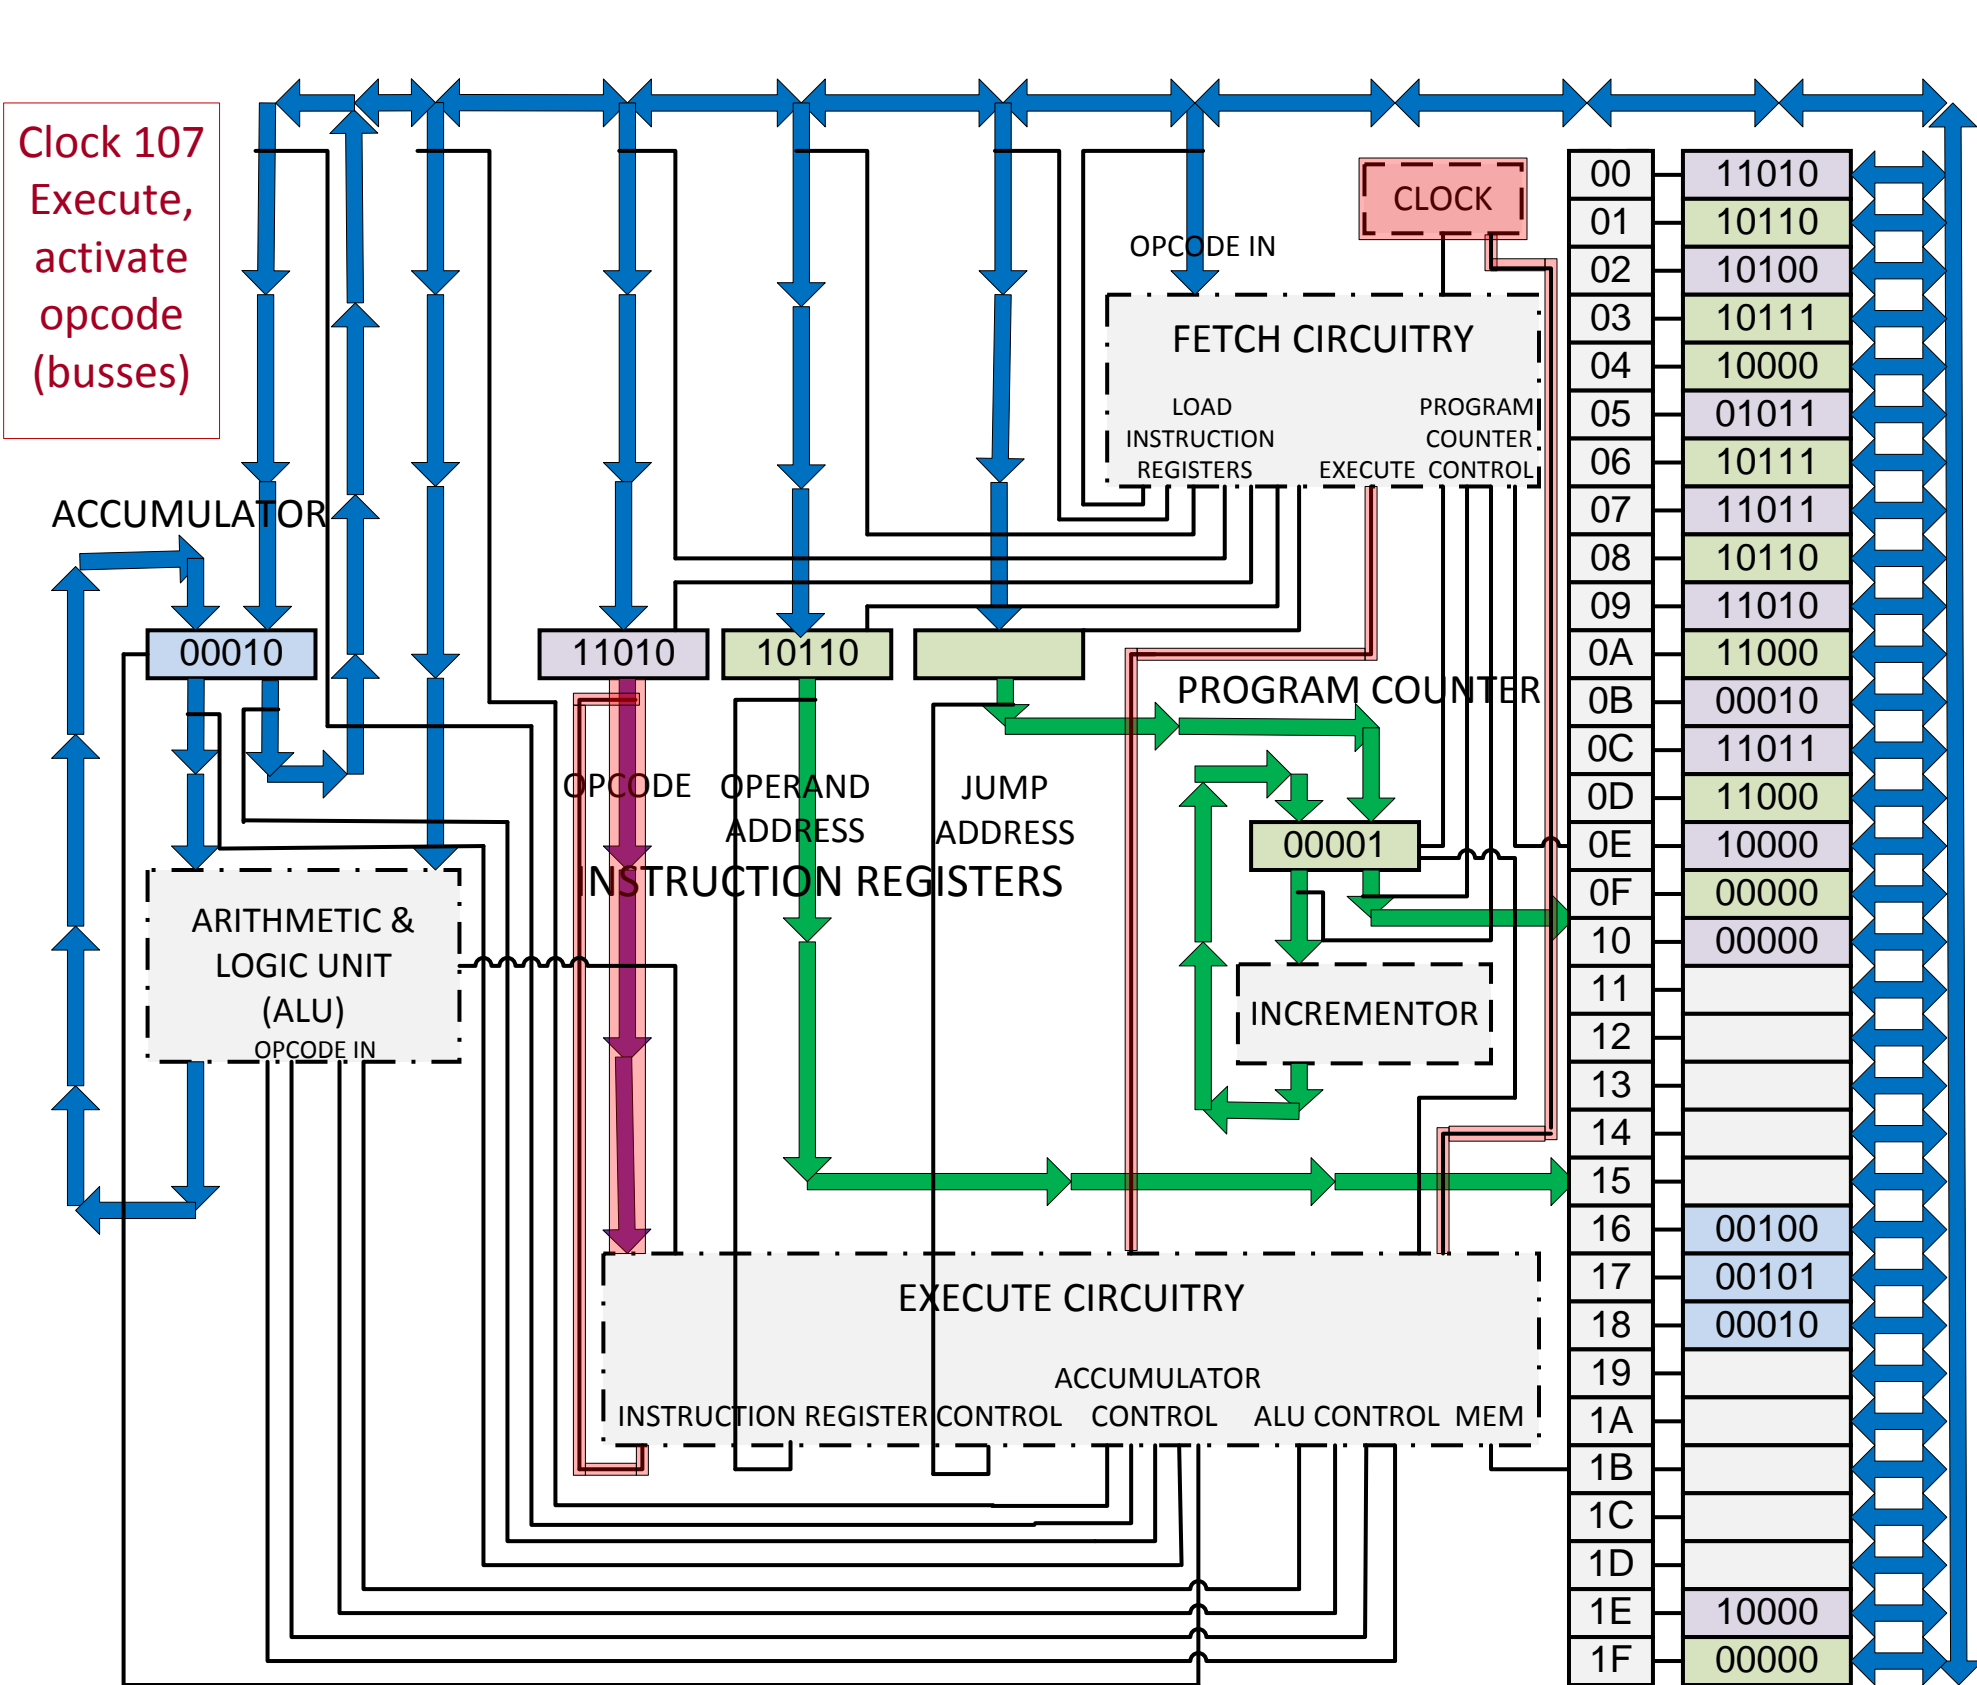 Clock 107
Execute,
activate
opcode
(busses)
CLOCK
OPCODE IN
FETCH CIRCUITRY
LOAD
INSTRUCTION
REGISTERS
EXECUTE
PROGRAM
COUNTER
CONTROL
ACCUMULATOR
00010
11010
10110
PROGRAM COUNTER
OPCODE
OPERAND
ADDRESS
JUMP
ADDRESS
INSTRUCTION REGISTERS
00001
INCREMENTOR
ARITHMETIC &
LOGIC UNIT
(ALU)
OPCODE IN
EXECUTE CIRCUITRY
INSTRUCTION REGISTER CONTROL
ACCUMULATOR
CONTROL
ALU CONTROL
MEM
00 11010
01 10110
02 10100
03 10111
04 10000
05 01011
06 10111
07 11011
08 10110
09 11010
0A 11000
0B 00010
0C 11011
0D 11000
0E 10000
0F 00000
10 00000
11
12
13
14
15
16 00100
17 00101
18 00010
19
1A
1B
1C
1D
1E 10000
1F 00000